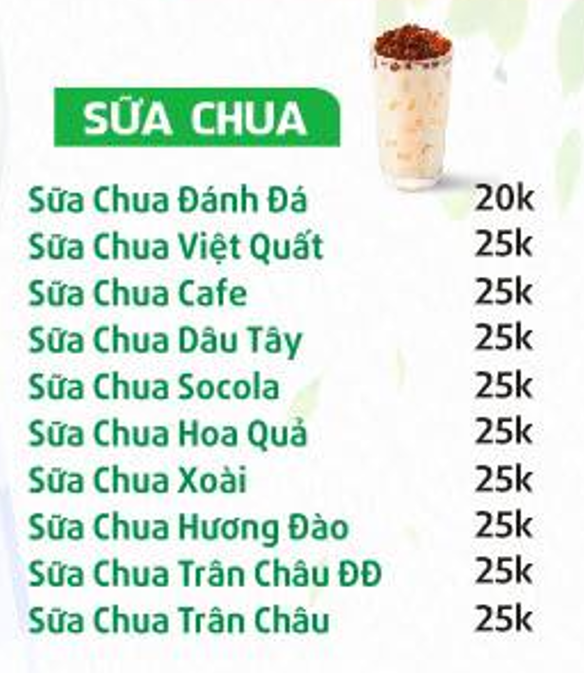 SỮA CHUA
Sữa Chua Đánh Đá 20k
Sữa Chua Việt Quất 25k
Sữa Chua Cafe 25k
Sữa Chua Dâu Tây 25k
Sữa Chua Socola 25k
Sữa Chua Hoa Quả 25k
Sữa Chua Xoài 25k
Sữa Chua Hương Đào 25k
Sữa Chua Trân Châu ĐĐ 25k
Sữa Chua Trân Châu 25k